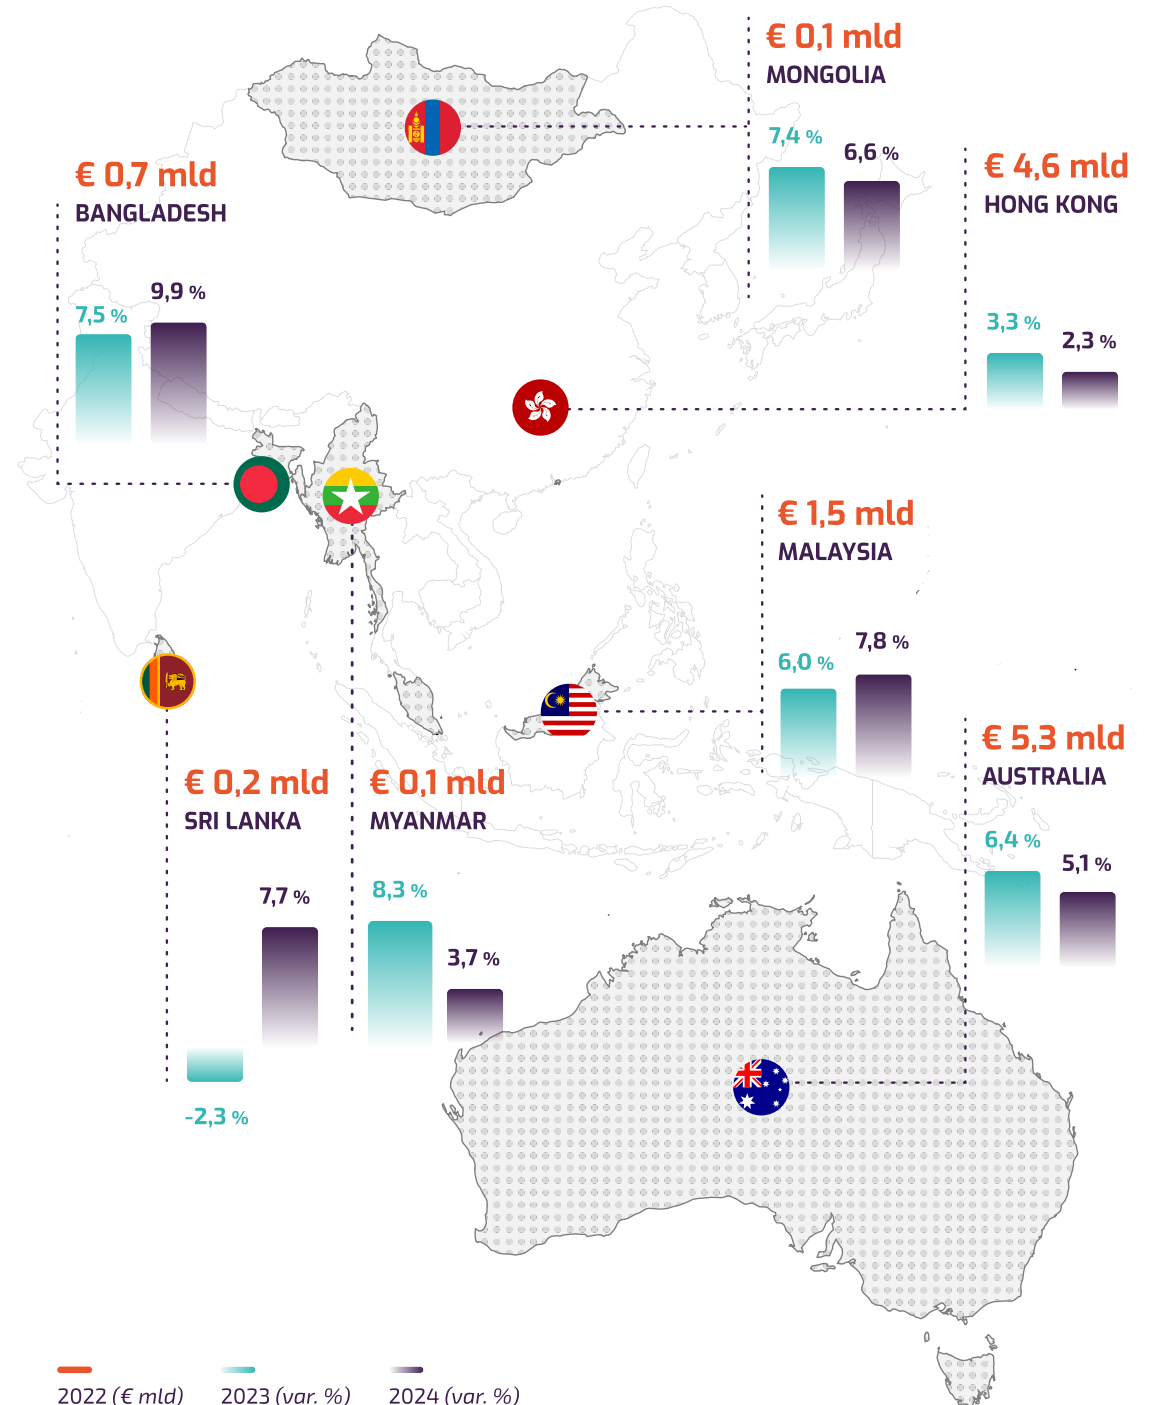 € 0,1 mld
MONGOLIA
7,4 %
6,6 %
€ 4,6 mld
HONG KONG
3,3 %
2,3 %
€ 0,7 mld
BANGLADESH
7,5 %
9,9 %
€ 1,5 mld
MALAYSIA
6,0 %
7,8 %
€ 5,3 mld
AUSTRALIA
6,4 %
5,1 %
€ 0,2 mld
SRI LANKA
7,7 %
-2,3 %
€ 0,1 mld
MYANMAR
8,3 %
3,7 %
2022 (€ mld)
2023 (var. %)
2024 (var. %)